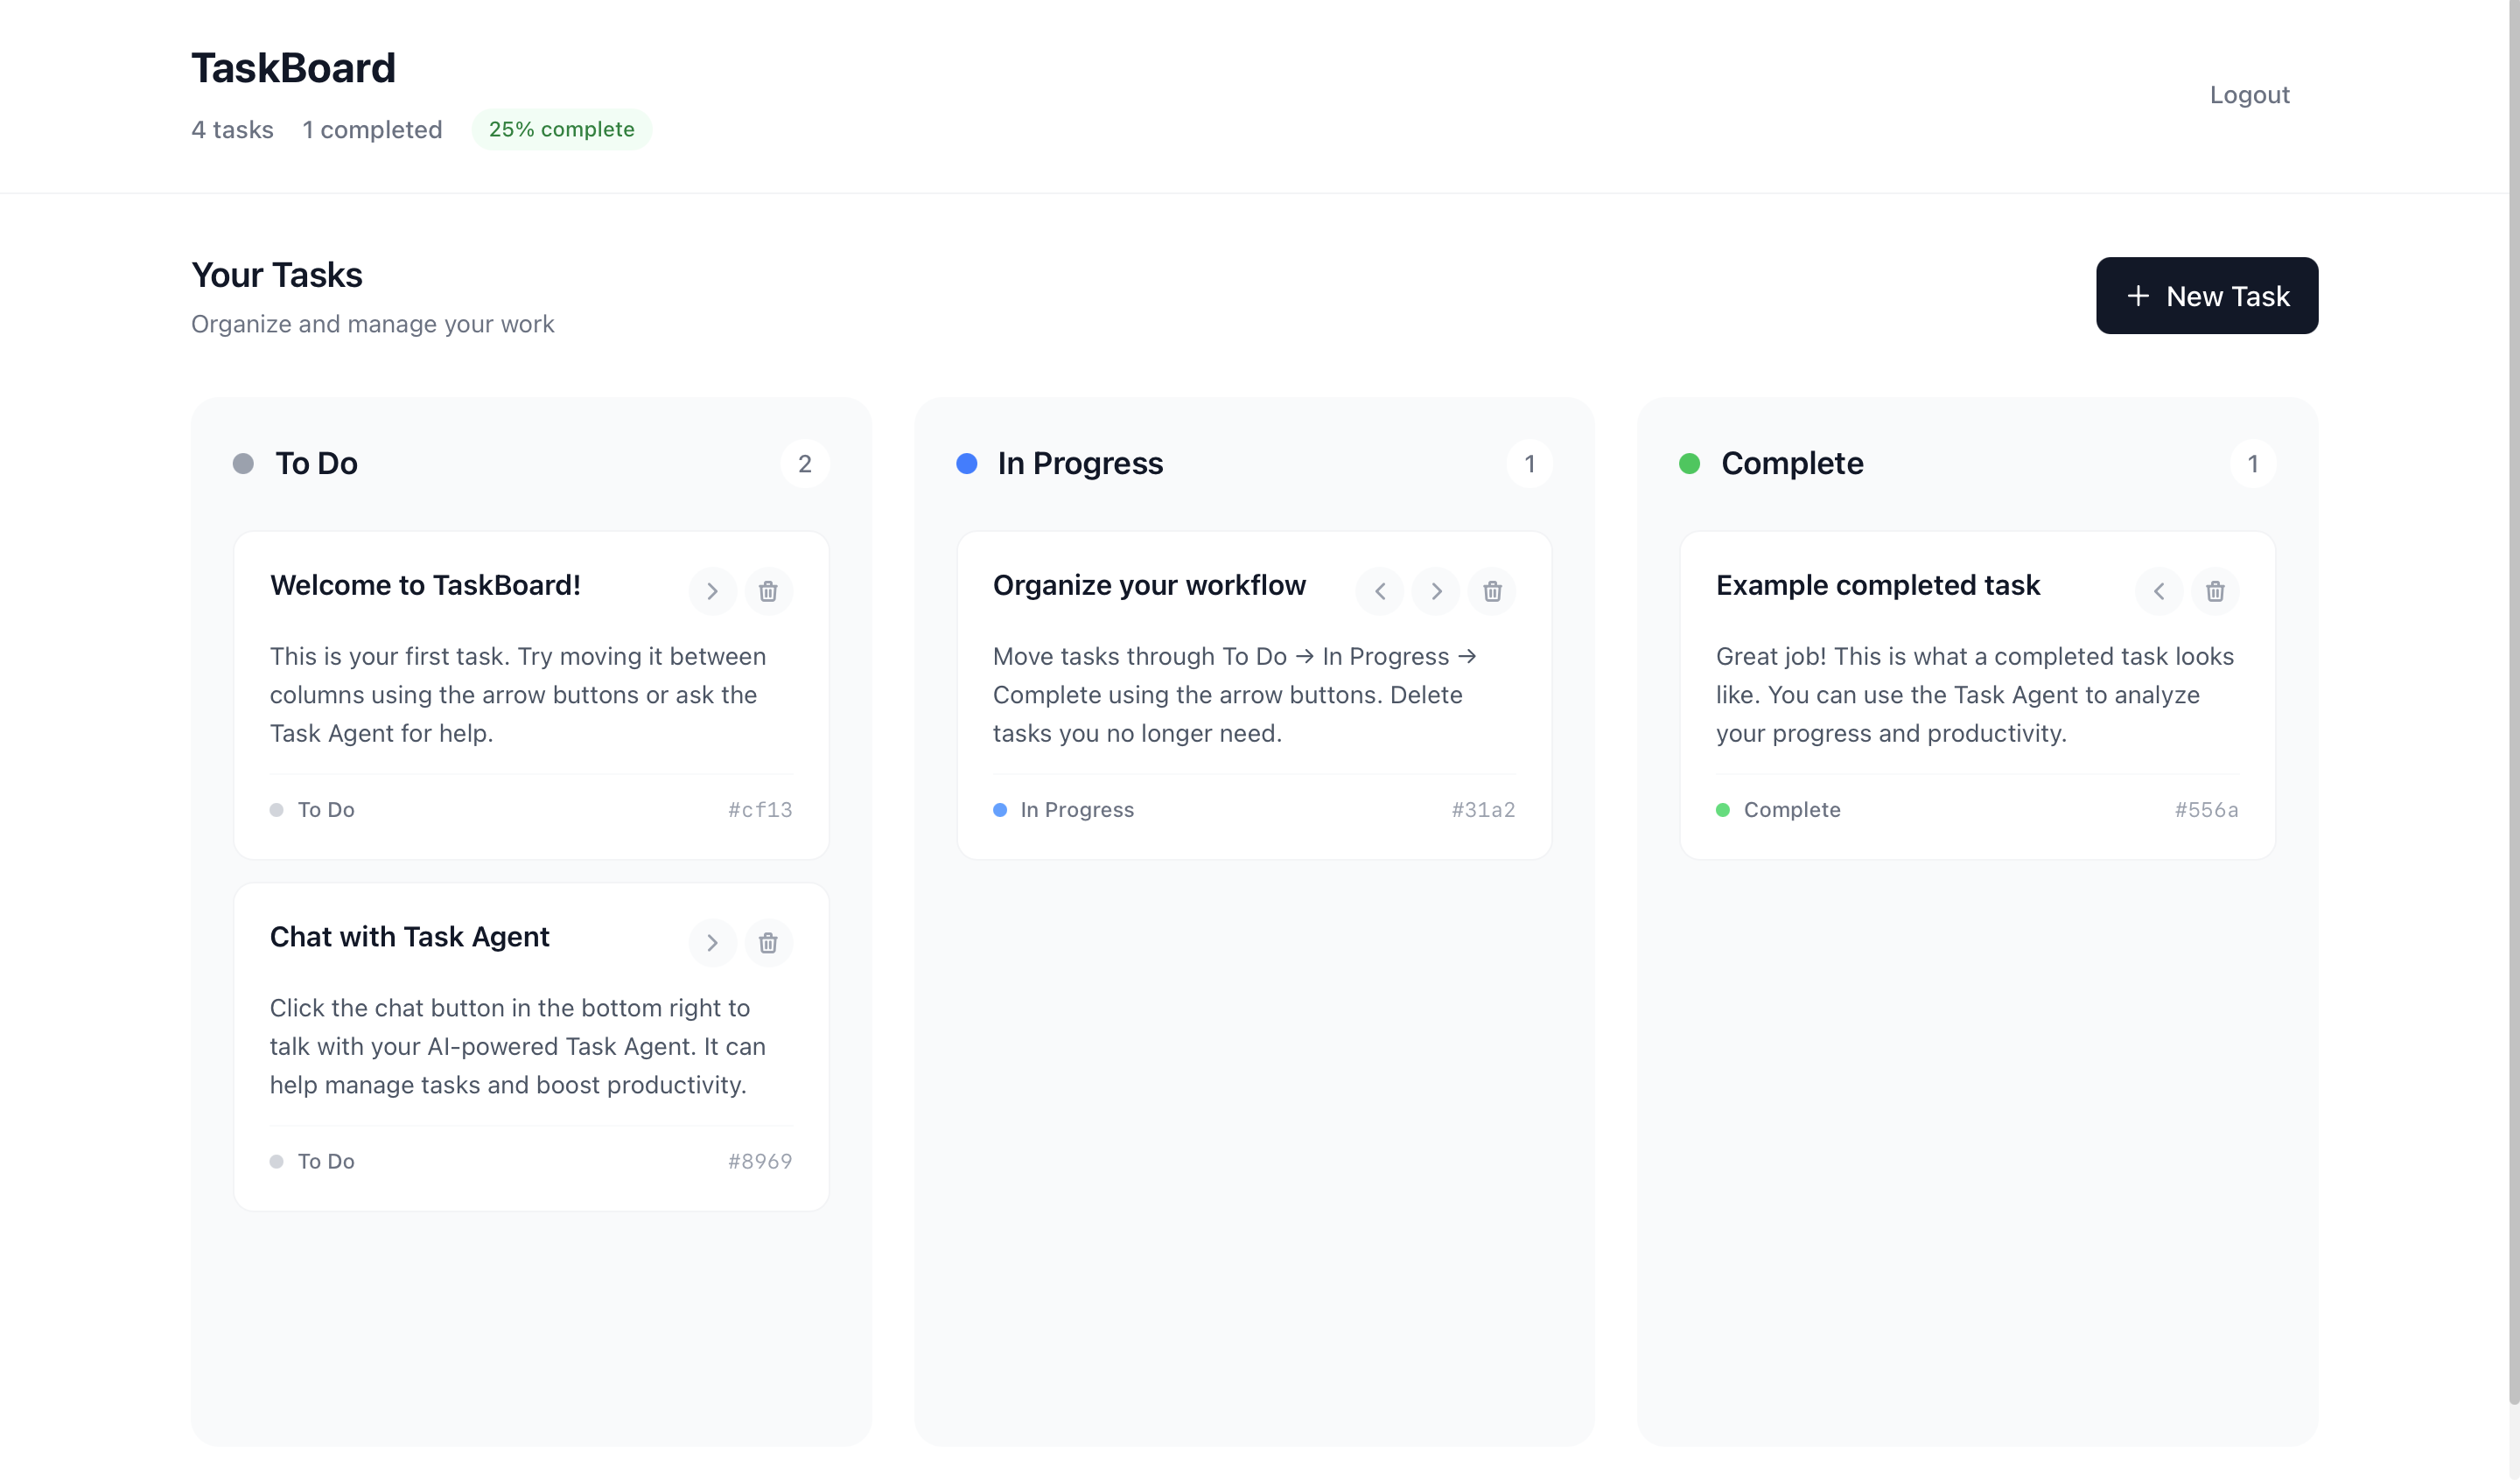 TaskBoard
4 tasks 1 completed 25% complete
Logout
Your Tasks
Organize and manage your work
+ New Task
To Do 2
Welcome to TaskBoard!
This is your first task. Try moving it between
columns using the arrow buttons or ask the
Task Agent for help.
To Do #cf13
Chat with Task Agent
Click the chat button in the bottom right to
talk with your AI-powered Task Agent. It can
help manage tasks and boost productivity.
To Do #8969
In Progress 1
Organize your workflow
Move tasks through To Do → In Progress →
Complete using the arrow buttons. Delete
tasks you no longer need.
In Progress #31a2
Complete 1
Example completed task
Great job! This is what a completed task looks
like. You can use the Task Agent to analyze
your progress and productivity.
Complete #556a